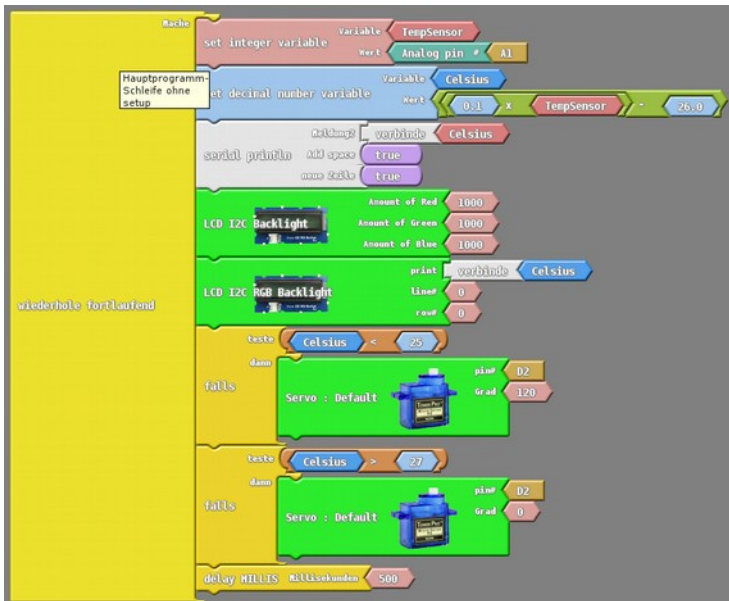 Mache
Variable TempSensor
set integer variable
Wert Analog pin # A1
Hauptprogramm-
Schleife ohne
setup
Variable Celsius
et decimal number variable
Wert 0.1 x TempSensor - 26.0
verbinde Celsius
serial println Add space true
neue Zeile true
Amount of Red 1000
LCD I2C Backlight Amount of Green 1000
Amount of Blue 1000
print verbinde Celsius
LCD I2C RGB Backlight line# 0
row# 0
wiederhole fortlaufend
teste Celsius < 25
dann
falls
pin# D2
Servo : Default Grad 120
teste Celsius > 27
dann
falls
pin# D2
Servo : Default Grad 0
delay MILLIS Millisekunden 500